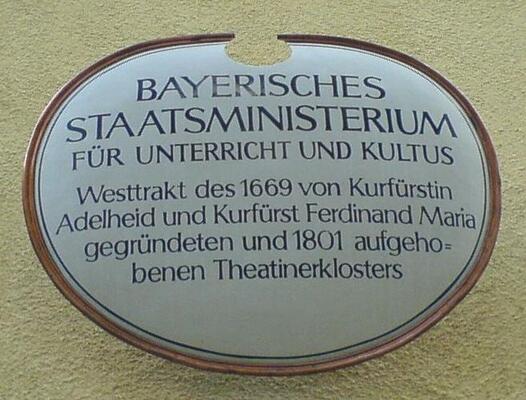 BAYERISCHES
STAATSMINISTERIUM
FÜR UNTERRICHT UND KULTUS
Westtrakt des 1669 von Kurfürstin
Adelheid und Kurfürst Ferdinand Maria
gegründeten und 1801 aufgeho=
benen Theatinerklosters